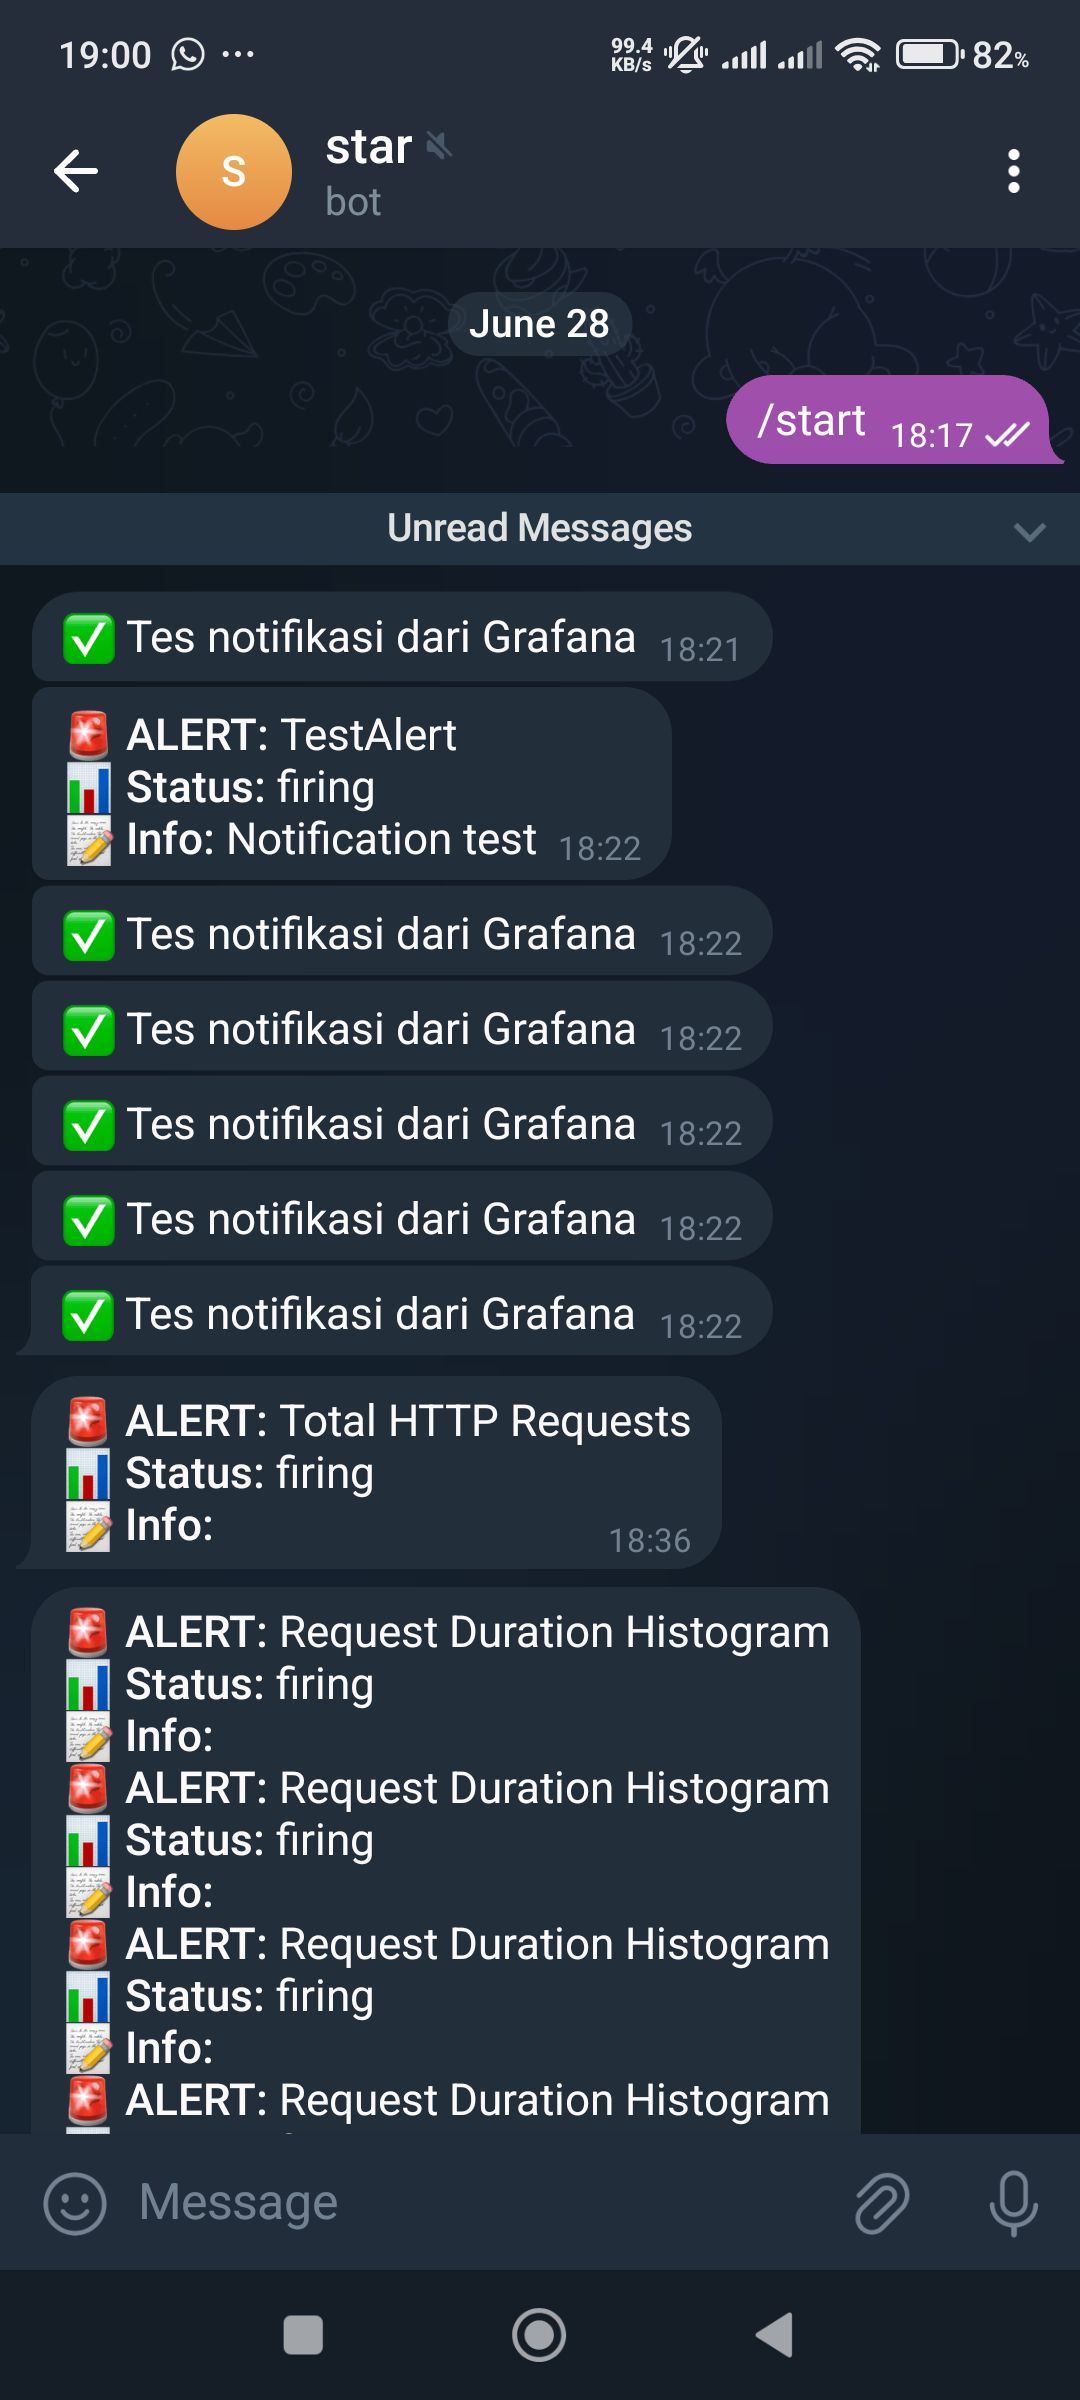 19:00 99.4 KB/s 82%
S
star
bot
June 28
/start 18:17
Unread Messages
✅ Tes notifikasi dari Grafana 18:21
🚨 ALERT: TestAlert
📊 Status: firing
📝 Info: Notification test 18:22
✅ Tes notifikasi dari Grafana 18:22
✅ Tes notifikasi dari Grafana 18:22
✅ Tes notifikasi dari Grafana 18:22
✅ Tes notifikasi dari Grafana 18:22
✅ Tes notifikasi dari Grafana 18:22
🚨 ALERT: Total HTTP Requests
📊 Status: firing
📝 Info: 18:36
🚨 ALERT: Request Duration Histogram
📊 Status: firing
📝 Info:
🚨 ALERT: Request Duration Histogram
📊 Status: firing
📝 Info:
🚨 ALERT: Request Duration Histogram
📊 Status: firing
📝 Info:
🚨 ALERT: Request Duration Histogram
Message